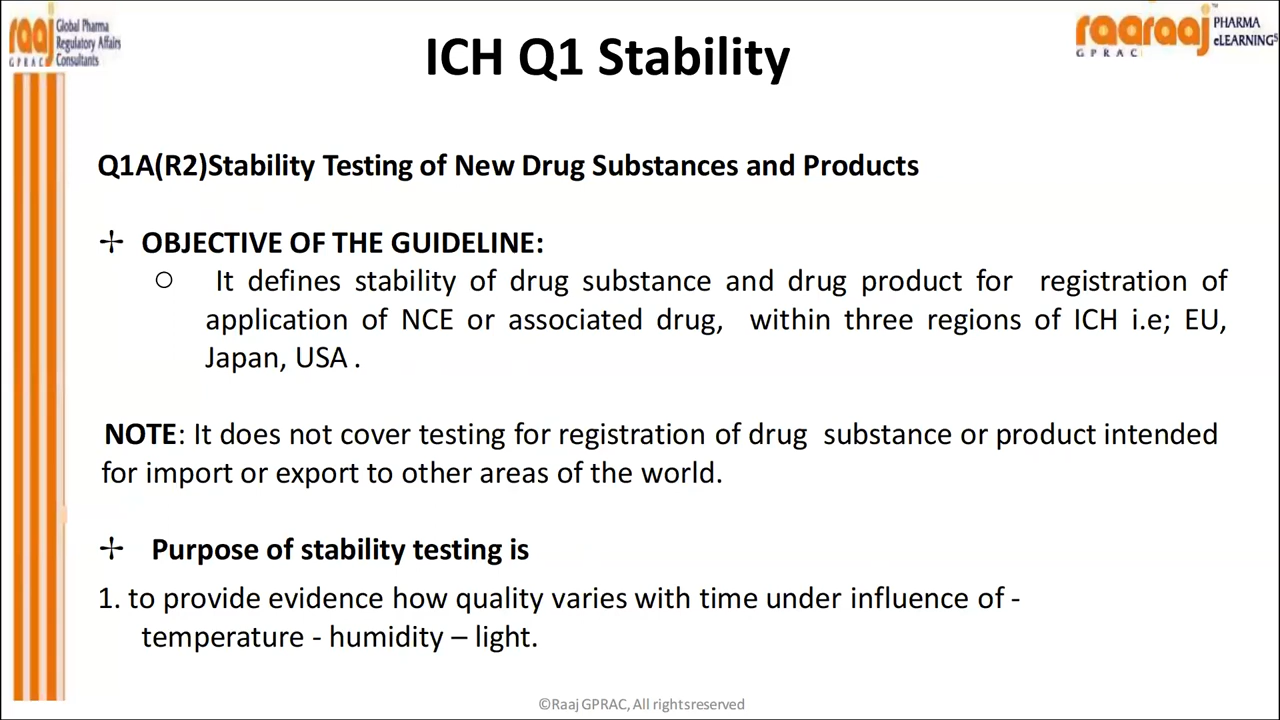 raaj Global Pharma
Regulatory Affairs
GPRAC Consultants
ICH Q1 Stability
raaraaj PHARMA
eLEARNING
GPRAC
Q1A(R2)Stability Testing of New Drug Substances and Products
OBJECTIVE OF THE GUIDELINE:
○ It defines stability of drug substance and drug product for registration of
application of NCE or associated drug, within three regions of ICH i.e; EU,
Japan, USA .
NOTE: It does not cover testing for registration of drug substance or product intended
for import or export to other areas of the world.
Purpose of stability testing is
1. to provide evidence how quality varies with time under influence of -
temperature - humidity – light.
©Raaj GPRAC, All rightsreserved